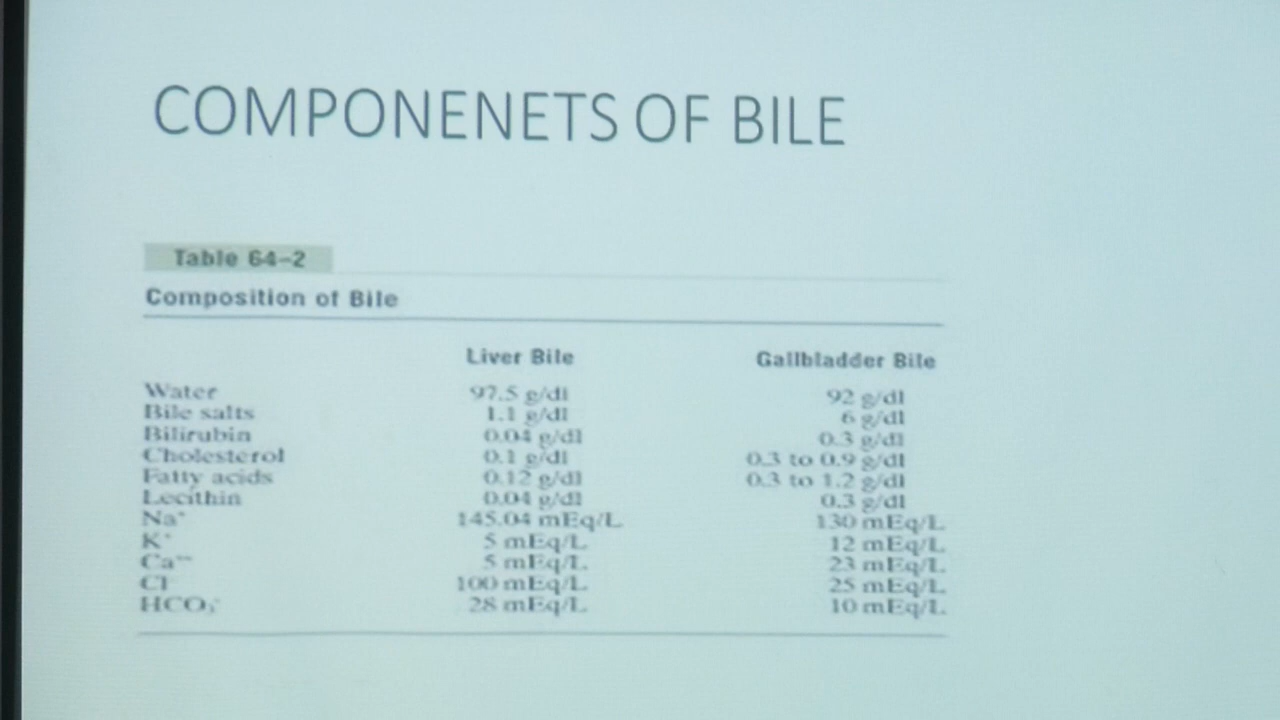 COMPONENETS OF BILE
Table 64–2
Composition of Bile
Liver Bile Gallbladder Bile
Water 97.5 g/dl 92 g/dl
Bile salts 1.1 g/dl 6 g/dl
Bilirubin 0.04 g/dl 0.3 g/dl
Cholesterol 0.1 g/dl 0.3 to 0.9 g/dl
Fatty acids 0.12 g/dl 0.3 to 1.2 g/dl
Lecithin 0.04 g/dl 0.3 g/dl
Na⁺ 145.04 mEq/L 130 mEq/L
K⁺ 5 mEq/L 12 mEq/L
Ca⁺⁺ 5 mEq/L 23 mEq/L
Cl⁻ 100 mEq/L 25 mEq/L
HCO₃⁻ 28 mEq/L 10 mEq/L